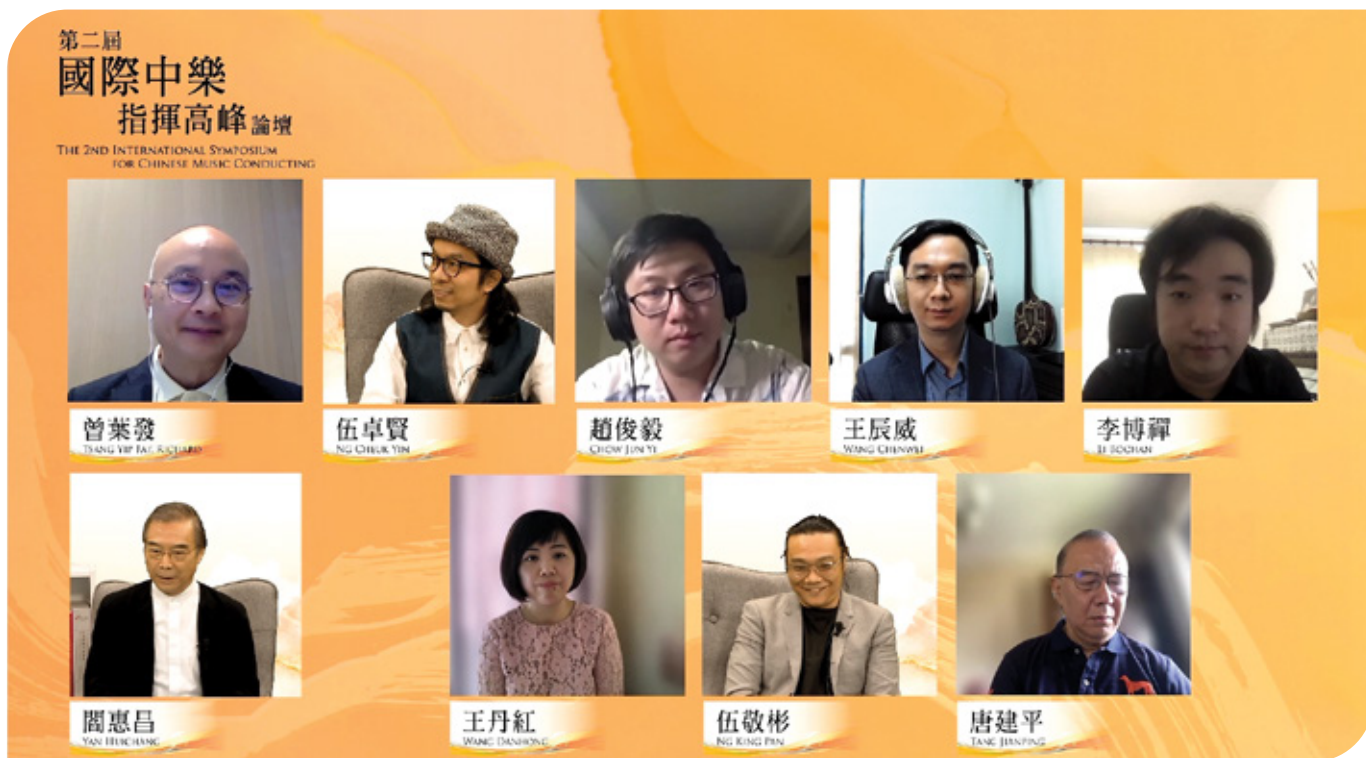 第二屆
國際中樂
指揮高峰論壇
THE 2ND INTERNATIONAL SYMPOSIUM
FOR CHINESE MUSIC CONDUCTING
曾葉發
TSANG YIP FAT, RICHARD
伍卓賢
NG CHEUK YIN
趙俊毅
CHOW JUN YI
王辰威
WANG CHENWEI
李博禪
LI BOCHAN
閻惠昌
YAN HUICHANG
王丹紅
WANG DANHONG
伍敬彬
NG KING PAN
唐建平
TANG JIANPING